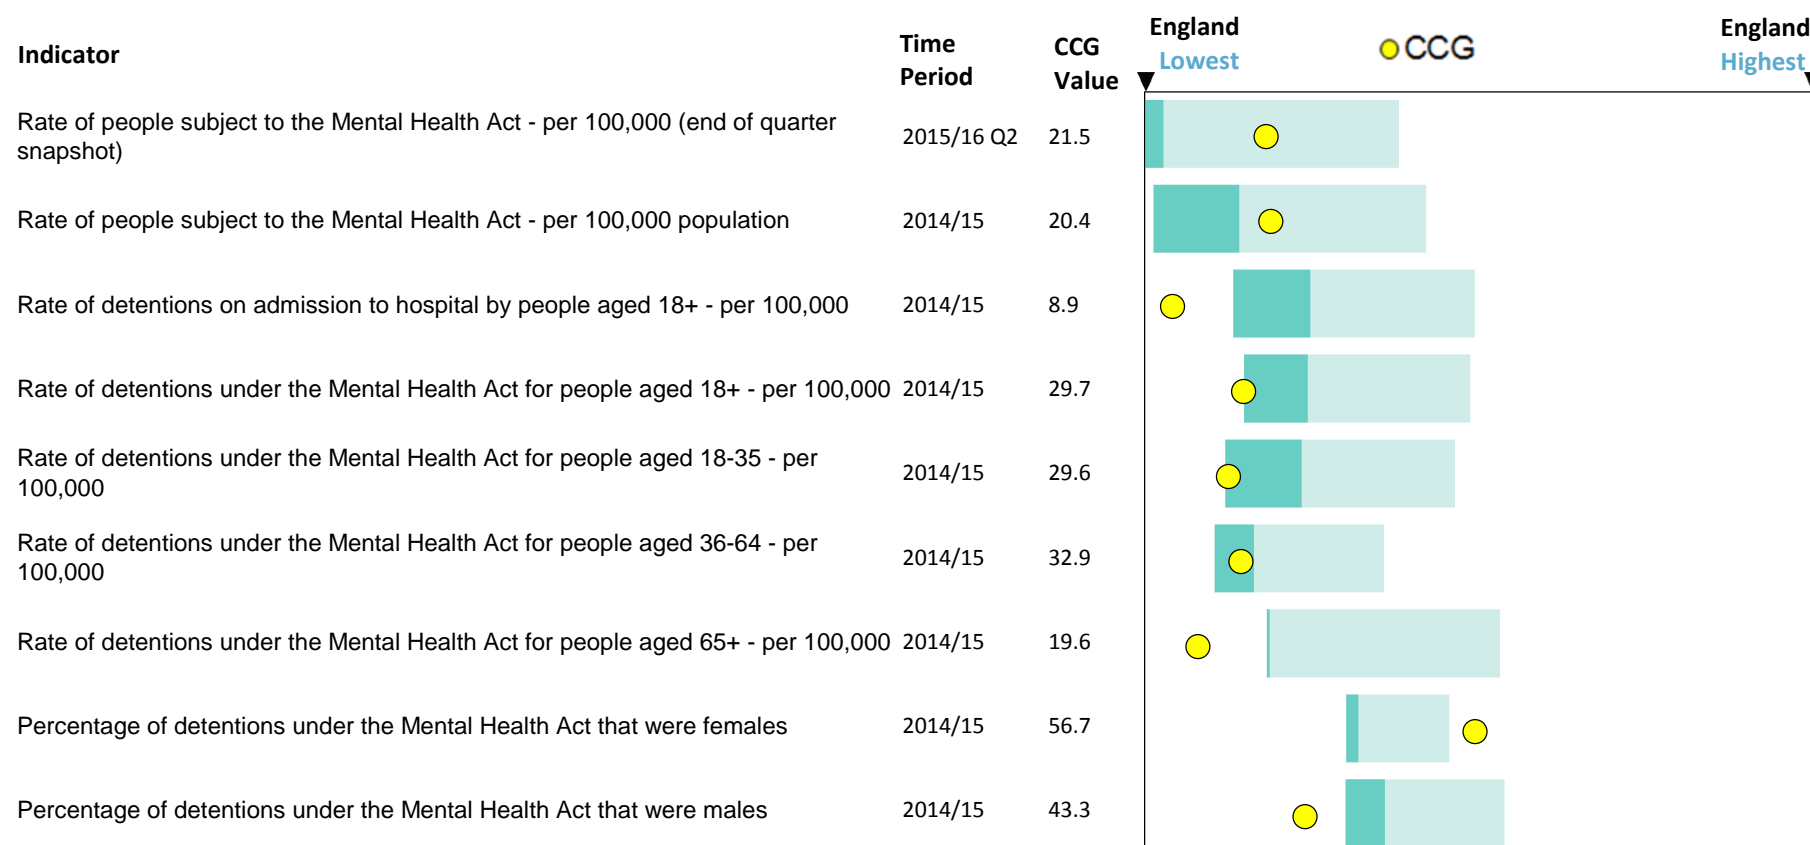 Indicator
Time
Period
CCG
Value
England
Lowest
CCG
England
Highest
Rate of people subject to the Mental Health Act - per 100,000 (end of quarter
snapshot)
2015/16 Q2
21.5
Rate of people subject to the Mental Health Act - per 100,000 population
2014/15
20.4
Rate of detentions on admission to hospital by people aged 18+ - per 100,000
2014/15
8.9
Rate of detentions under the Mental Health Act for people aged 18+ - per 100,000
2014/15
29.7
Rate of detentions under the Mental Health Act for people aged 18-35 - per
100,000
2014/15
29.6
Rate of detentions under the Mental Health Act for people aged 36-64 - per
100,000
2014/15
32.9
Rate of detentions under the Mental Health Act for people aged 65+ - per 100,000
2014/15
19.6
Percentage of detentions under the Mental Health Act that were females
2014/15
56.7
Percentage of detentions under the Mental Health Act that were males
2014/15
43.3